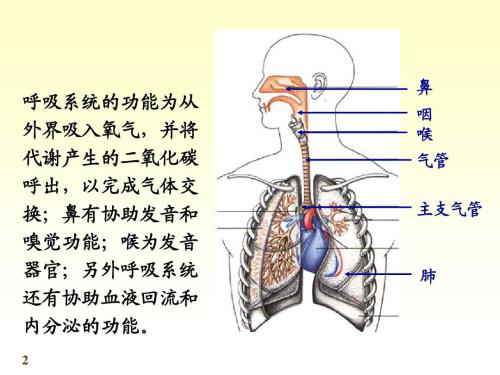 呼吸系统的功能为从
外界吸入氧气，并将
代谢产生的二氧化碳
呼出，以完成气体交
换；鼻有协助发音和
嗅觉功能；喉为发音
器官；另外呼吸系统
还有协助血液回流和
内分泌的功能。
鼻
咽
喉
气管
主支气管
肺
2